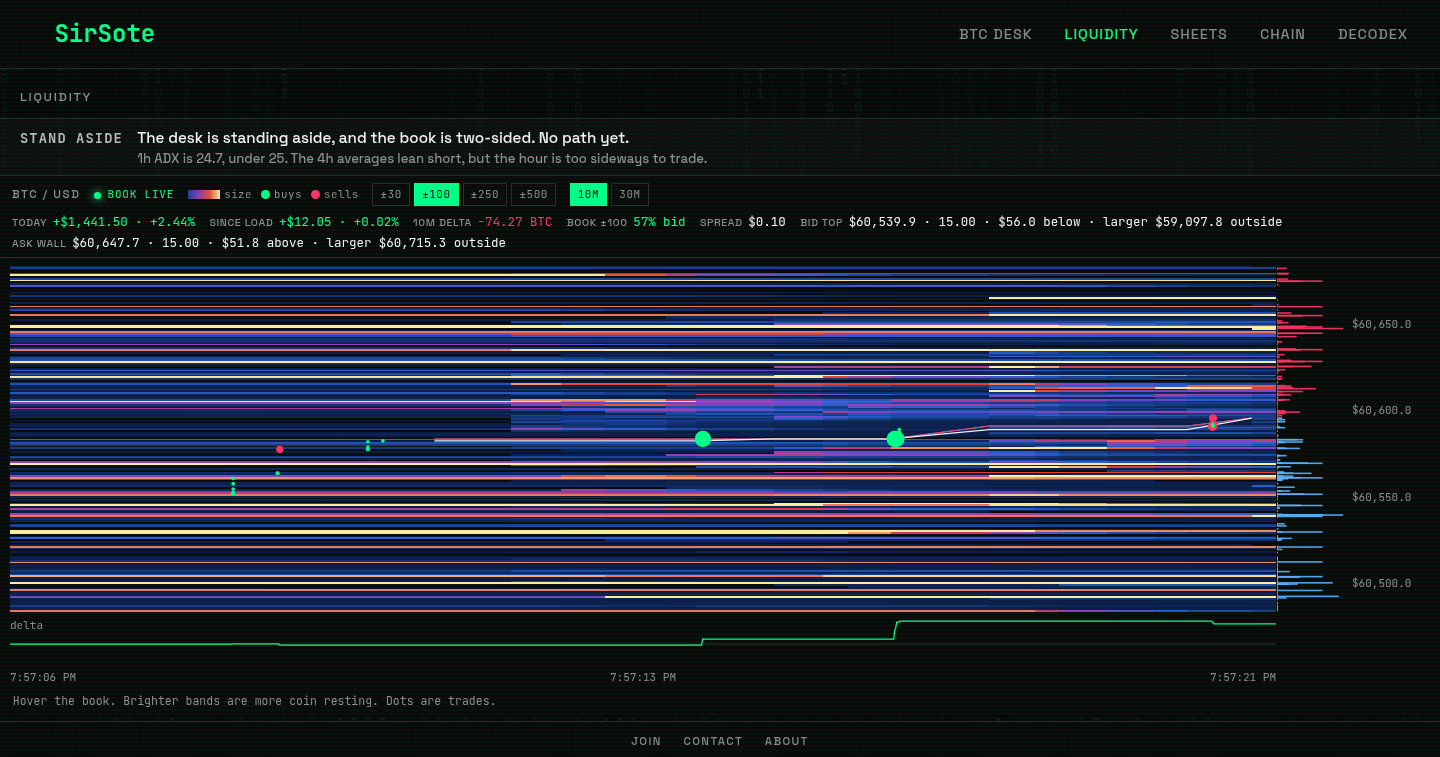 SirSote
BTC DESK LIQUIDITY SHEETS CHAIN DECODEX
LIQUIDITY
STAND ASIDE The desk is standing aside, and the book is two-sided. No path yet.
1h ADX is 24.7, under 25. The 4h averages lean short, but the hour is too sideways to trade.
BTC / USD BOOK LIVE size buys sells ±30 ±100 ±250 ±500 10M 30M
TODAY +$1,441.50 · +2.44% SINCE LOAD +$12.05 · +0.02% 10M DELTA -74.27 BTC BOOK ±100 57% bid SPREAD $0.10 BID TOP $60,539.9 · 15.00 · $56.0 below · larger $59,097.8 outside
ASK WALL $60,647.7 · 15.00 · $51.8 above · larger $60,715.3 outside
$60,650.0
$60,600.0
$60,550.0
$60,500.0
delta
7:57:06 PM 7:57:13 PM 7:57:21 PM
Hover the book. Brighter bands are more coin resting. Dots are trades.
JOIN CONTACT ABOUT